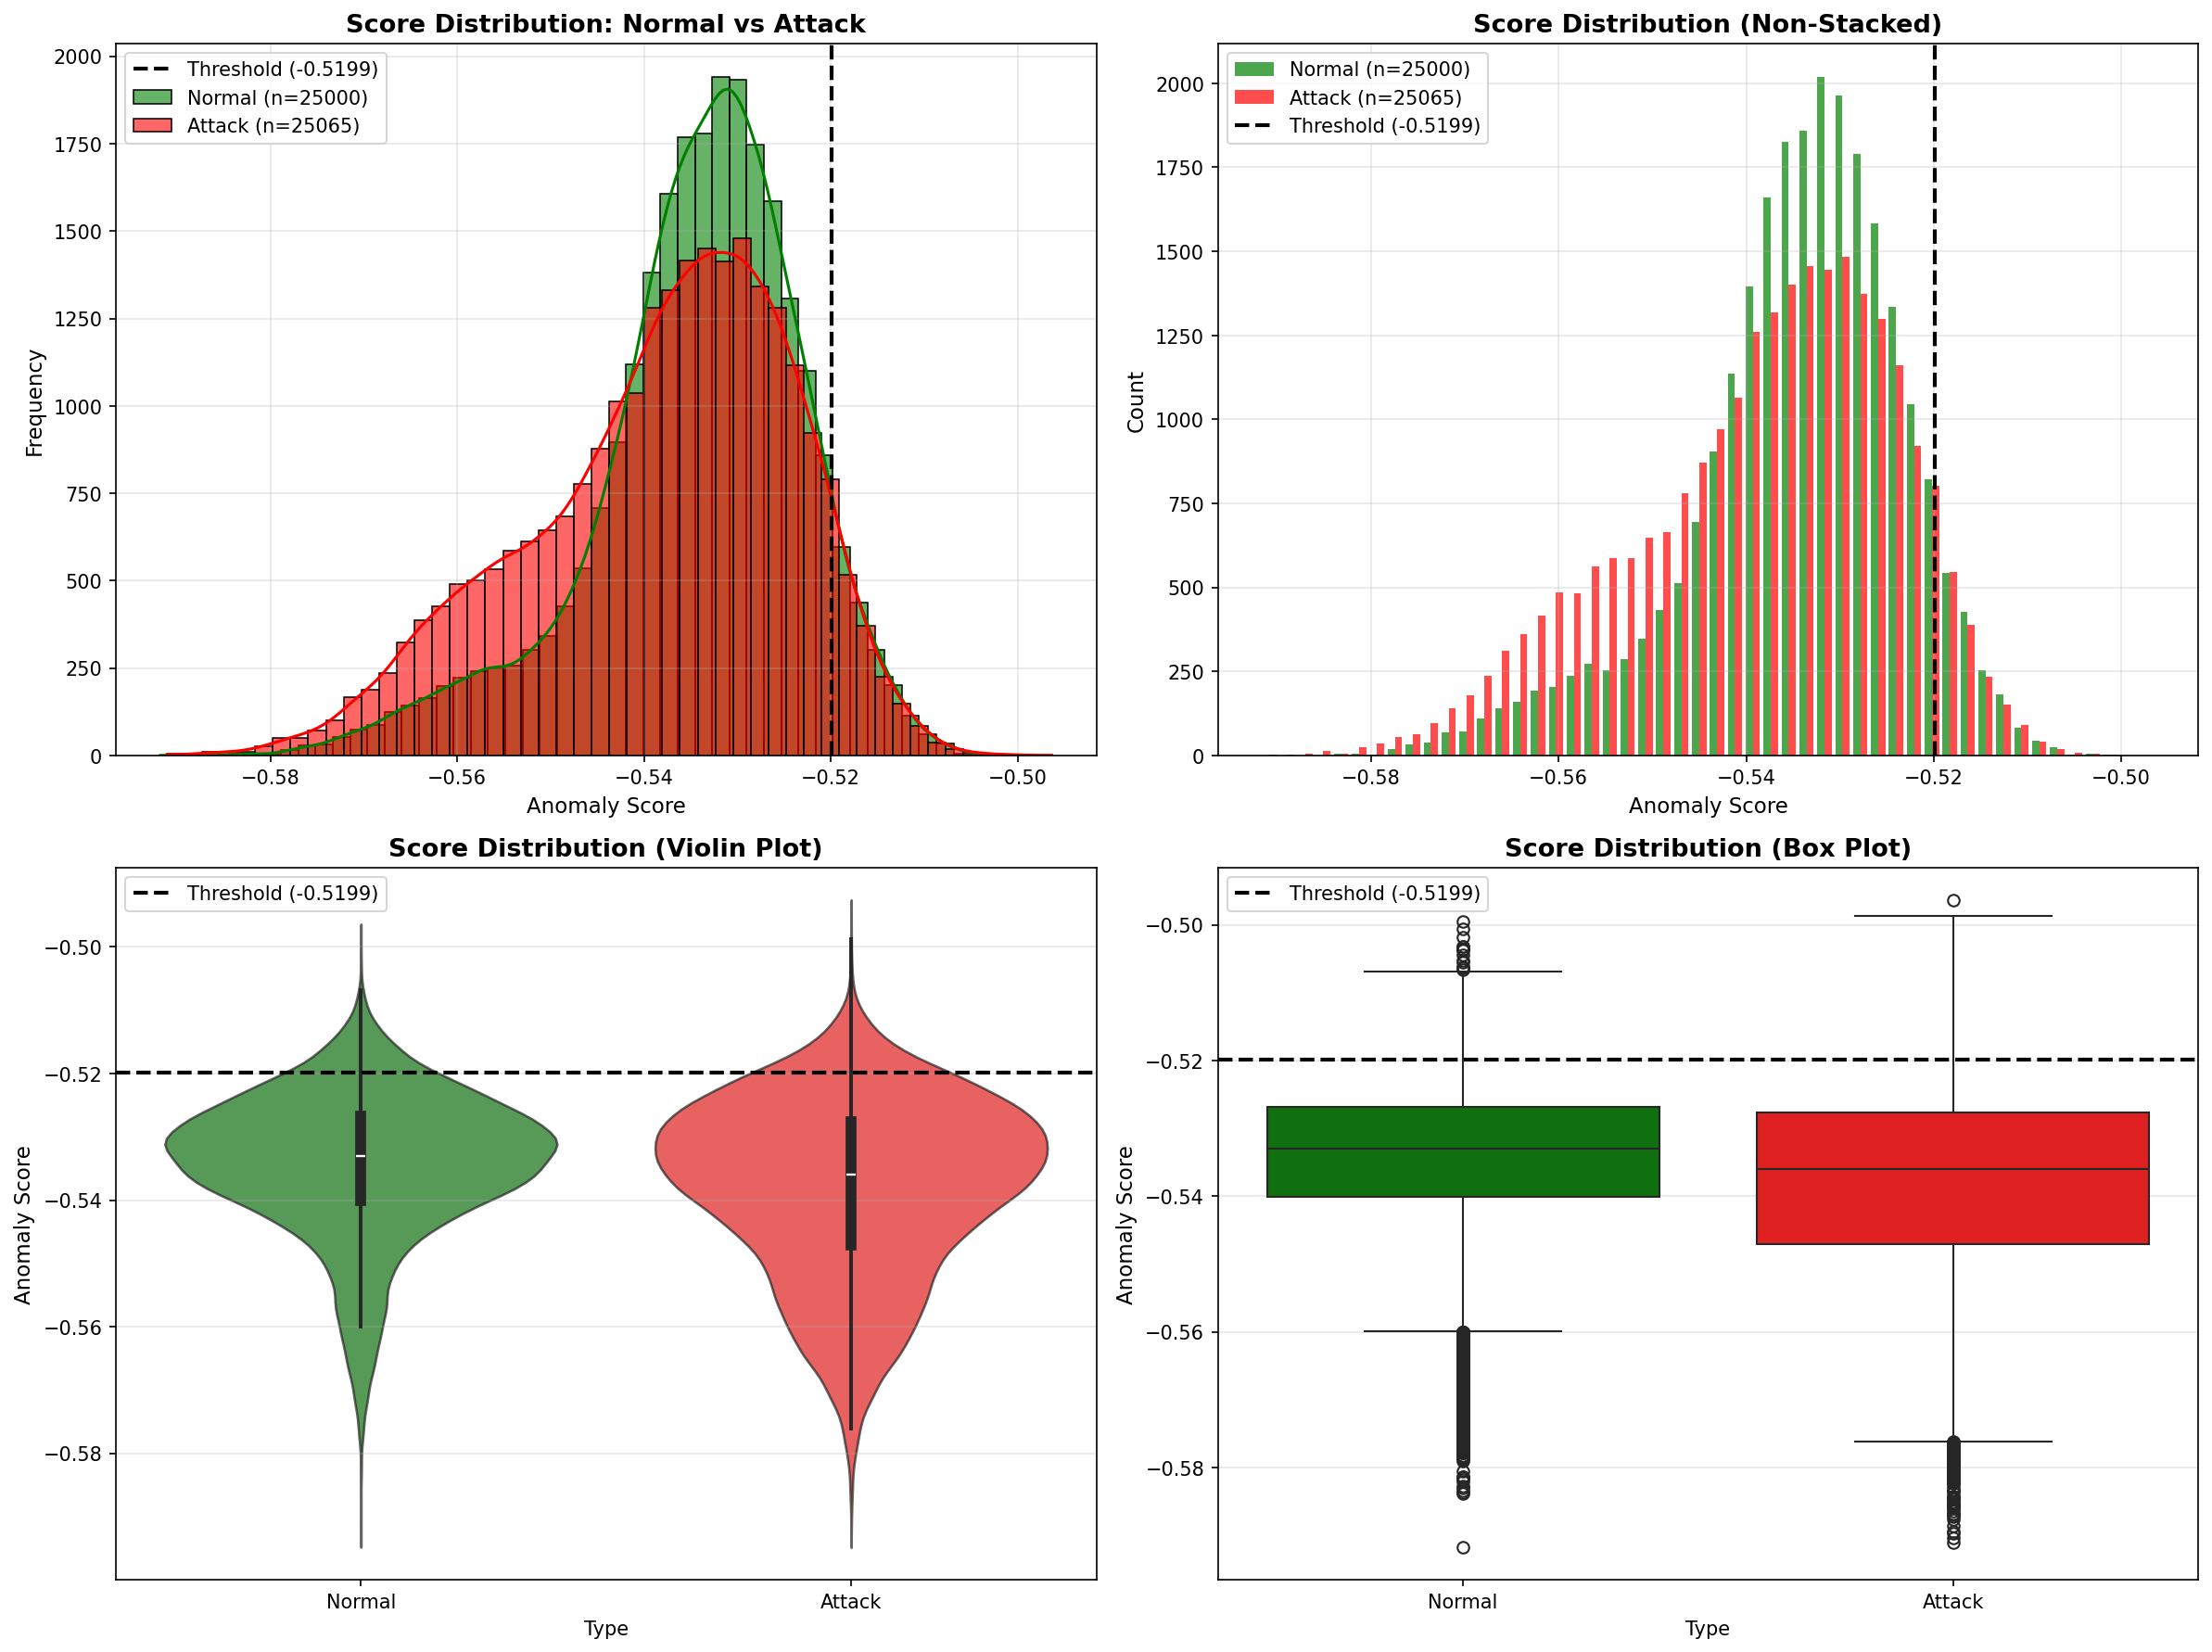 Score Distribution: Normal vs Attack
Threshold (-0.5199)
Normal (n=25000)
Attack (n=25065)
Frequency
2000
1750
1500
1250
1000
750
500
250
0
−0.58 −0.56 −0.54 −0.52 −0.50
Anomaly Score
Score Distribution (Non-Stacked)
Normal (n=25000)
Attack (n=25065)
Threshold (-0.5199)
Count
2000
1750
1500
1250
1000
750
500
250
0
−0.58 −0.56 −0.54 −0.52 −0.50
Anomaly Score
Score Distribution (Violin Plot)
Threshold (-0.5199)
Anomaly Score
−0.50
−0.52
−0.54
−0.56
−0.58
Normal Attack
Type
Score Distribution (Box Plot)
Threshold (-0.5199)
Anomaly Score
−0.50
−0.52
−0.54
−0.56
−0.58
Normal Attack
Type